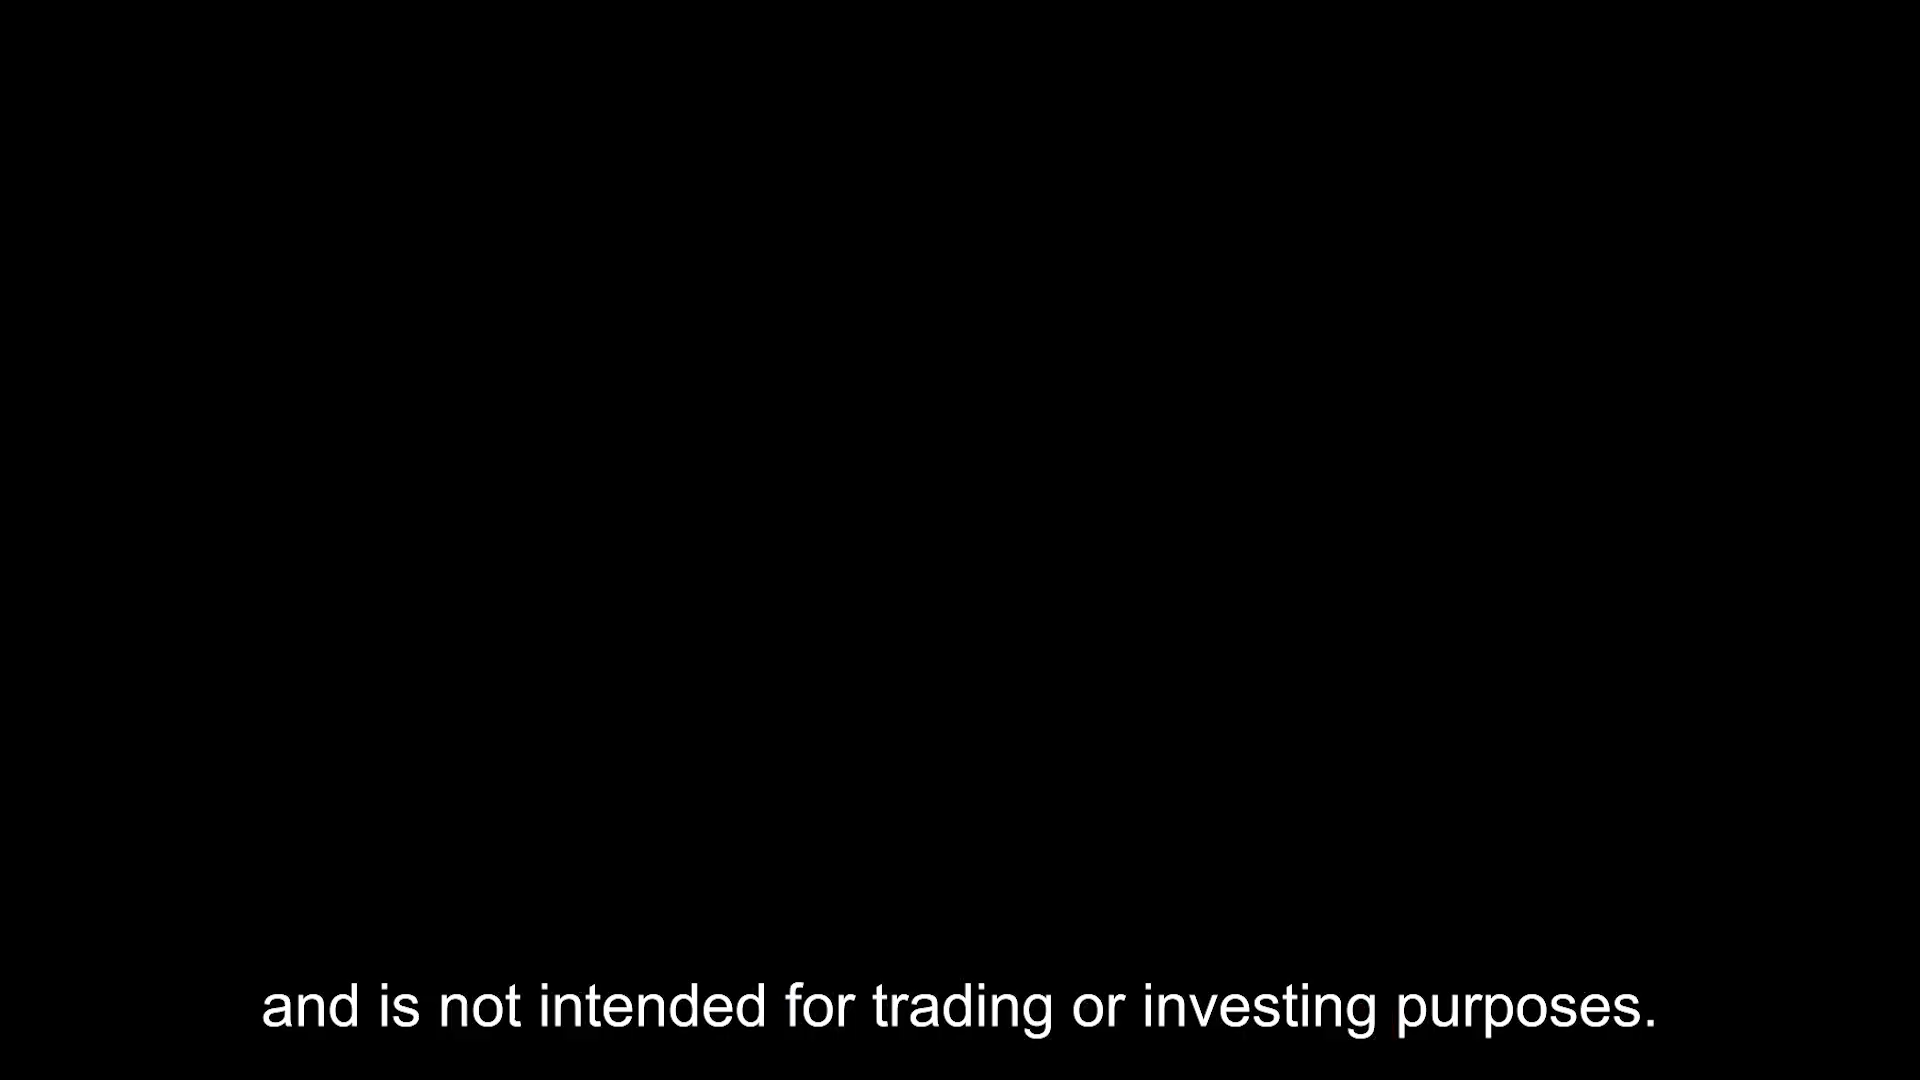 and is not intended for trading or investing purposes.